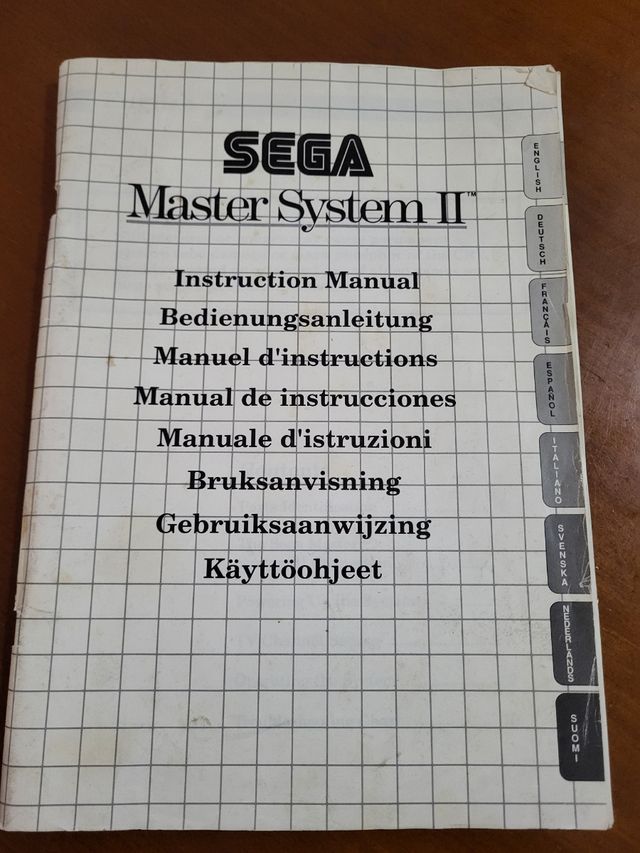 SEGA
Master System II™
Instruction Manual
Bedienungsanleitung
Manuel d'instructions
Manual de instrucciones
Manuale d'istruzioni
Bruksanvisning
Gebruiksaanwijzing
Käyttöohjeet
ENGLISH
DEUTSCH
FRANÇAIS
ESPAÑOL
ITALIANO
SVENSKA
NEDERLANDS
SUOMI